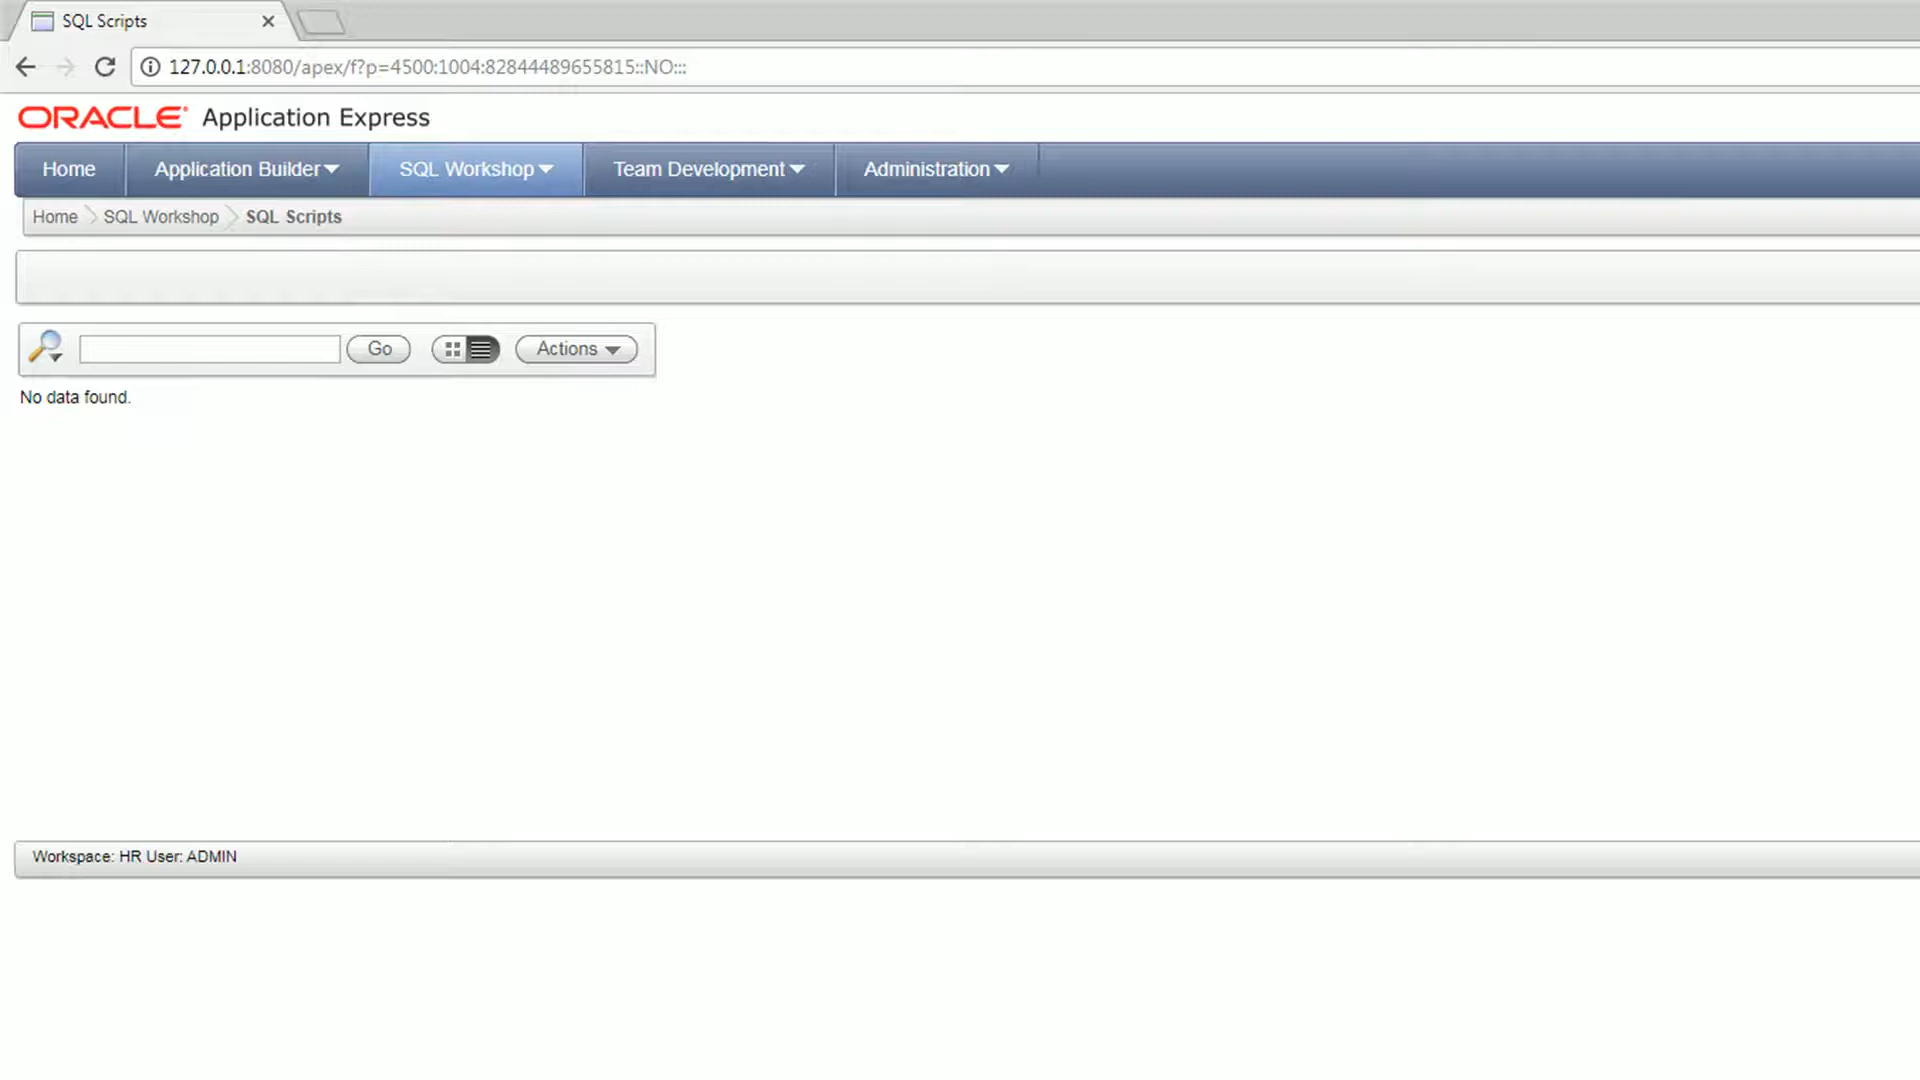 SQL Scripts
127.0.0.1:8080/apex/f?p=4500:1004:82844489655815::NO:::
ORACLE Application Express
Home Application Builder SQL Workshop Team Development Administration
Home SQL Workshop SQL Scripts
Go Actions
No data found.
Workspace: HR User: ADMIN